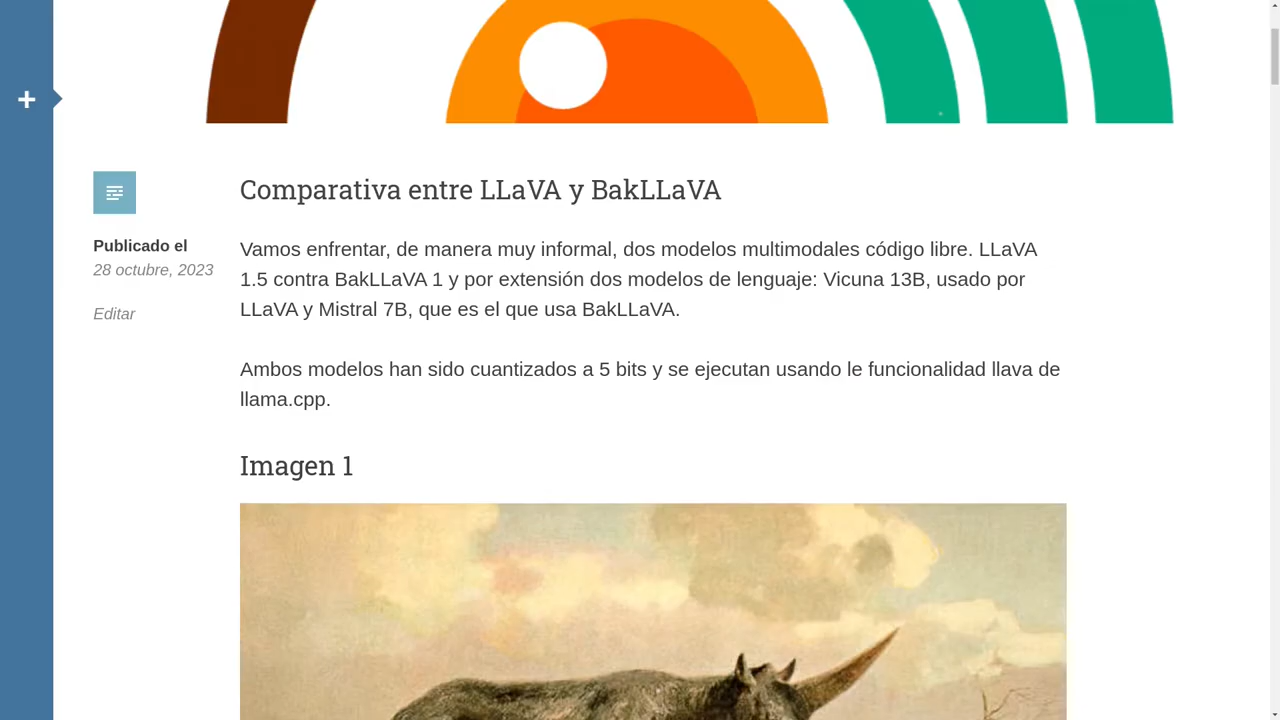 Comparativa entre LLaVA y BakLLaVA
Publicado el
28 octubre, 2023
Editar
Vamos enfrentar, de manera muy informal, dos modelos multimodales código libre. LLaVA
1.5 contra BakLLaVA 1 y por extensión dos modelos de lenguaje: Vicuna 13B, usado por
LLaVA y Mistral 7B, que es el que usa BakLLaVA.
Ambos modelos han sido cuantizados a 5 bits y se ejecutan usando le funcionalidad llava de
llama.cpp.
Imagen 1